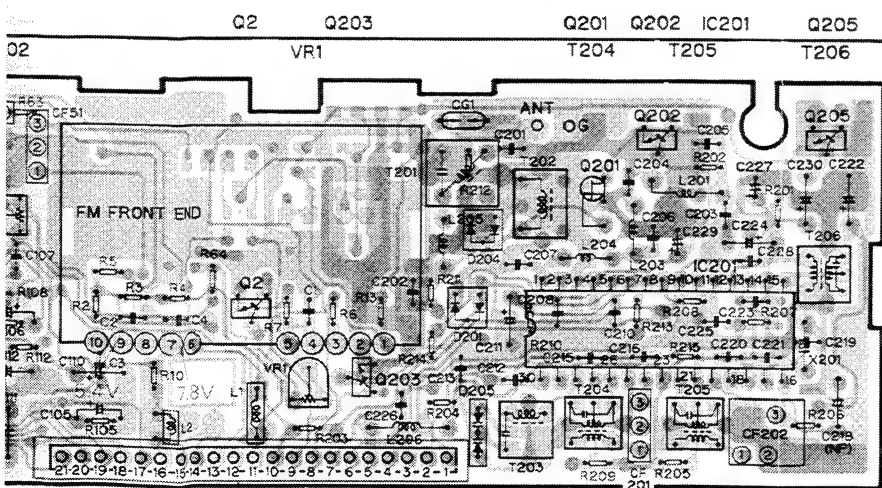 Q2 Q203 Q201 Q202 IC201 Q205
02 VR1 T204 T205 T206
R63 CF51 CG1 ANT Q202 Q205
3 C201 G C205
2 T201 T202 Q201 C204 R202 C227 C230 C222
1 R212 L201 R201
FM FRONT END L205 C206 C203 C224
C107 R5 R64 D204 C207 L204 C229 C228 T206
L203 IC201
R108 R3 R4 Q2 C1 C202 R21 1 2 3 4 5 6 7 8 9 10 11 12 13 14 15
R2 R7 R6 R13 C208 R208 C223 R207
C2 C4 D201 C210 R213 C225
R112 10 9 8 7 6 5 4 3 2 1 R214 C211 R210 C219
C110 C3 C215 C216 23 R215 C220 C221 X201
5.4V R10 7.8V VR1 Q203 C213 C212 30 21 18 16
L1 D205 T204 3 T205
C105 R105 L2 C226 R204 2 3 R206
R203 L206 1 CF202 C218
21 20 19 18 17 16 15 14 13 12 11 10 9 8 7 6 5 4 3 2 1 T203 R209 CF R205 1 2 (NP)
201